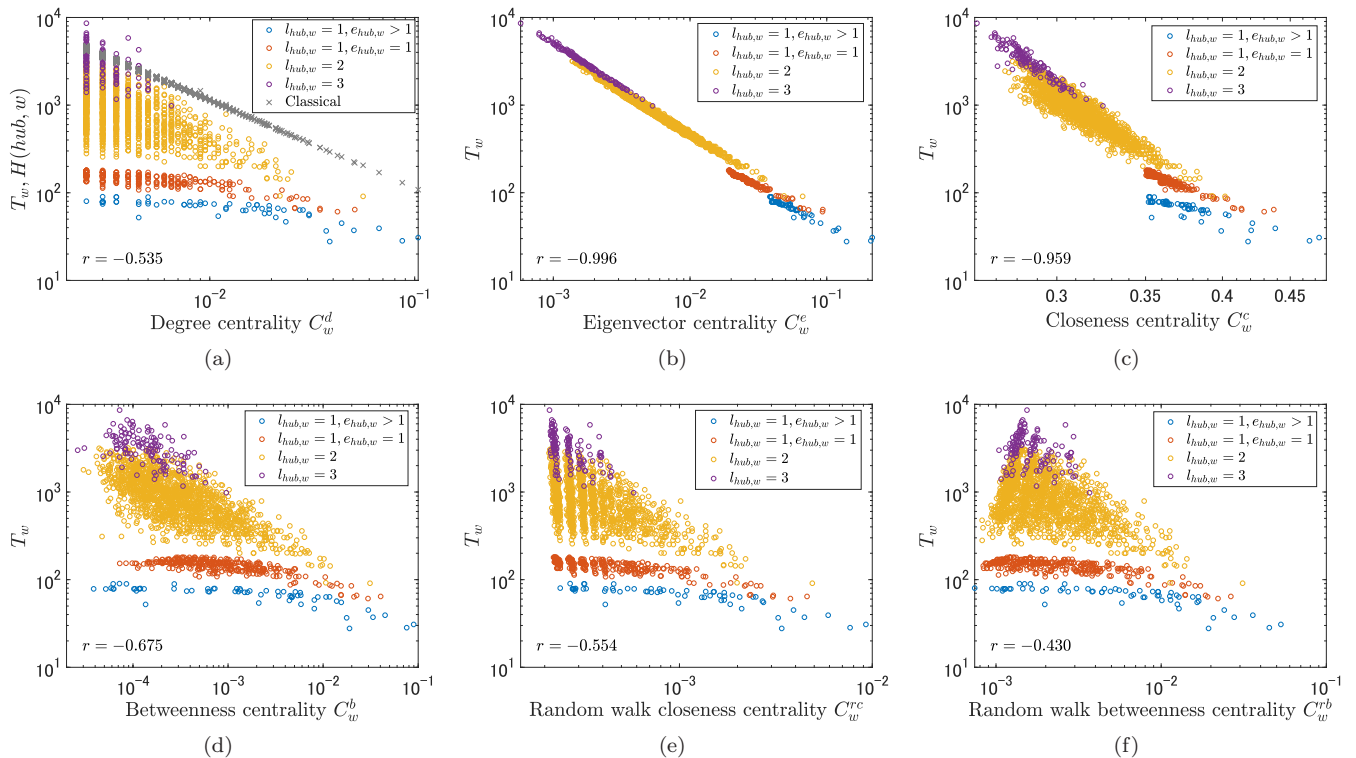 10^4
10^3
10^2
10^1
T_w, H(hub, w)
l_{hub,w} = 1, e_{hub,w} > 1
l_{hub,w} = 1, e_{hub,w} = 1
l_{hub,w} = 2
l_{hub,w} = 3
Classical
r = −0.535
10^{-2} 10^{-1}
Degree centrality C_w^d
(a)
10^4
10^3
10^2
10^1
T_w
l_{hub,w} = 1, e_{hub,w} > 1
l_{hub,w} = 1, e_{hub,w} = 1
l_{hub,w} = 2
l_{hub,w} = 3
r = −0.996
10^{-3} 10^{-2} 10^{-1}
Eigenvector centrality C_w^e
(b)
10^4
10^3
10^2
10^1
T_w
l_{hub,w} = 1, e_{hub,w} > 1
l_{hub,w} = 1, e_{hub,w} = 1
l_{hub,w} = 2
l_{hub,w} = 3
r = −0.959
0.3 0.35 0.4 0.45
Closeness centrality C_w^c
(c)
10^4
10^3
10^2
10^1
T_w
l_{hub,w} = 1, e_{hub,w} > 1
l_{hub,w} = 1, e_{hub,w} = 1
l_{hub,w} = 2
l_{hub,w} = 3
r = −0.675
10^{-4} 10^{-3} 10^{-2} 10^{-1}
Betweenness centrality C_w^b
(d)
10^4
10^3
10^2
10^1
T_w
l_{hub,w} = 1, e_{hub,w} > 1
l_{hub,w} = 1, e_{hub,w} = 1
l_{hub,w} = 2
l_{hub,w} = 3
r = −0.554
10^{-3} 10^{-2}
Random walk closeness centrality C_w^{rc}
(e)
10^4
10^3
10^2
10^1
T_w
l_{hub,w} = 1, e_{hub,w} > 1
l_{hub,w} = 1, e_{hub,w} = 1
l_{hub,w} = 2
l_{hub,w} = 3
r = −0.430
10^{-3} 10^{-2} 10^{-1}
Random walk betweenness centrality C_w^{rb}
(f)